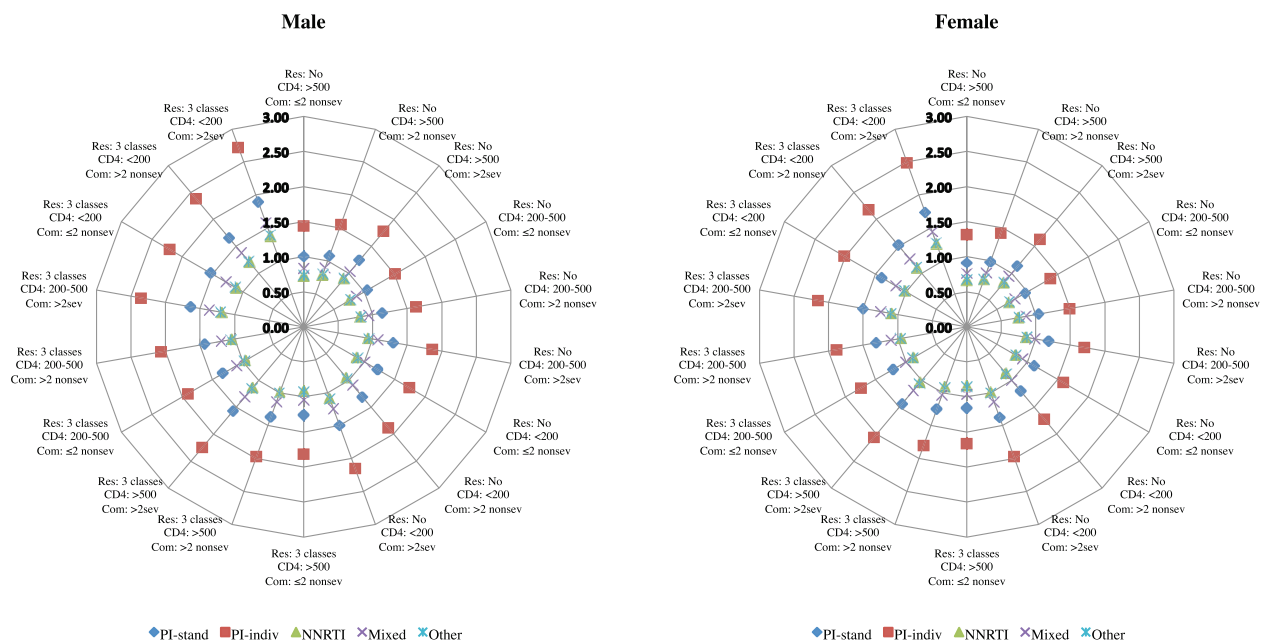 Male
Res: No
CD4: >500
Com: ≤2 nonsev
Res: No
CD4: >500
Com: >2 nonsev
Res: No
CD4: >500
Com: >2sev
Res: No
CD4: 200-500
Com: ≤2 nonsev
Res: No
CD4: 200-500
Com: >2 nonsev
Res: No
CD4: 200-500
Com: >2sev
Res: No
CD4: <200
Com: ≤2 nonsev
Res: No
CD4: <200
Com: >2 nonsev
Res: No
CD4: <200
Com: >2sev
Res: 3 classes
CD4: >500
Com: ≤2 nonsev
Res: 3 classes
CD4: >500
Com: >2 nonsev
Res: 3 classes
CD4: >500
Com: >2sev
Res: 3 classes
CD4: 200-500
Com: ≤2 nonsev
Res: 3 classes
CD4: 200-500
Com: >2 nonsev
Res: 3 classes
CD4: 200-500
Com: >2sev
Res: 3 classes
CD4: <200
Com: ≤2 nonsev
Res: 3 classes
CD4: <200
Com: >2 nonsev
Res: 3 classes
CD4: <200
Com: >2sev
3.00
2.50
2.00
1.50
1.00
0.50
0.00
PI-stand PI-indiv NNRTI Mixed Other
Female
Res: No
CD4: >500
Com: ≤2 nonsev
Res: No
CD4: >500
Com: >2 nonsev
Res: No
CD4: >500
Com: >2sev
Res: No
CD4: 200-500
Com: ≤2 nonsev
Res: No
CD4: 200-500
Com: >2 nonsev
Res: No
CD4: 200-500
Com: >2sev
Res: No
CD4: <200
Com: ≤2 nonsev
Res: No
CD4: <200
Com: >2 nonsev
Res: No
CD4: <200
Com: >2sev
Res: 3 classes
CD4: >500
Com: ≤2 nonsev
Res: 3 classes
CD4: >500
Com: >2 nonsev
Res: 3 classes
CD4: >500
Com: >2sev
Res: 3 classes
CD4: 200-500
Com: ≤2 nonsev
Res: 3 classes
CD4: 200-500
Com: >2 nonsev
Res: 3 classes
CD4: 200-500
Com: >2sev
Res: 3 classes
CD4: <200
Com: ≤2 nonsev
Res: 3 classes
CD4: <200
Com: >2 nonsev
Res: 3 classes
CD4: <200
Com: >2sev
3.00
2.50
2.00
1.50
1.00
0.50
0.00
PI-stand PI-indiv NNRTI Mixed Other